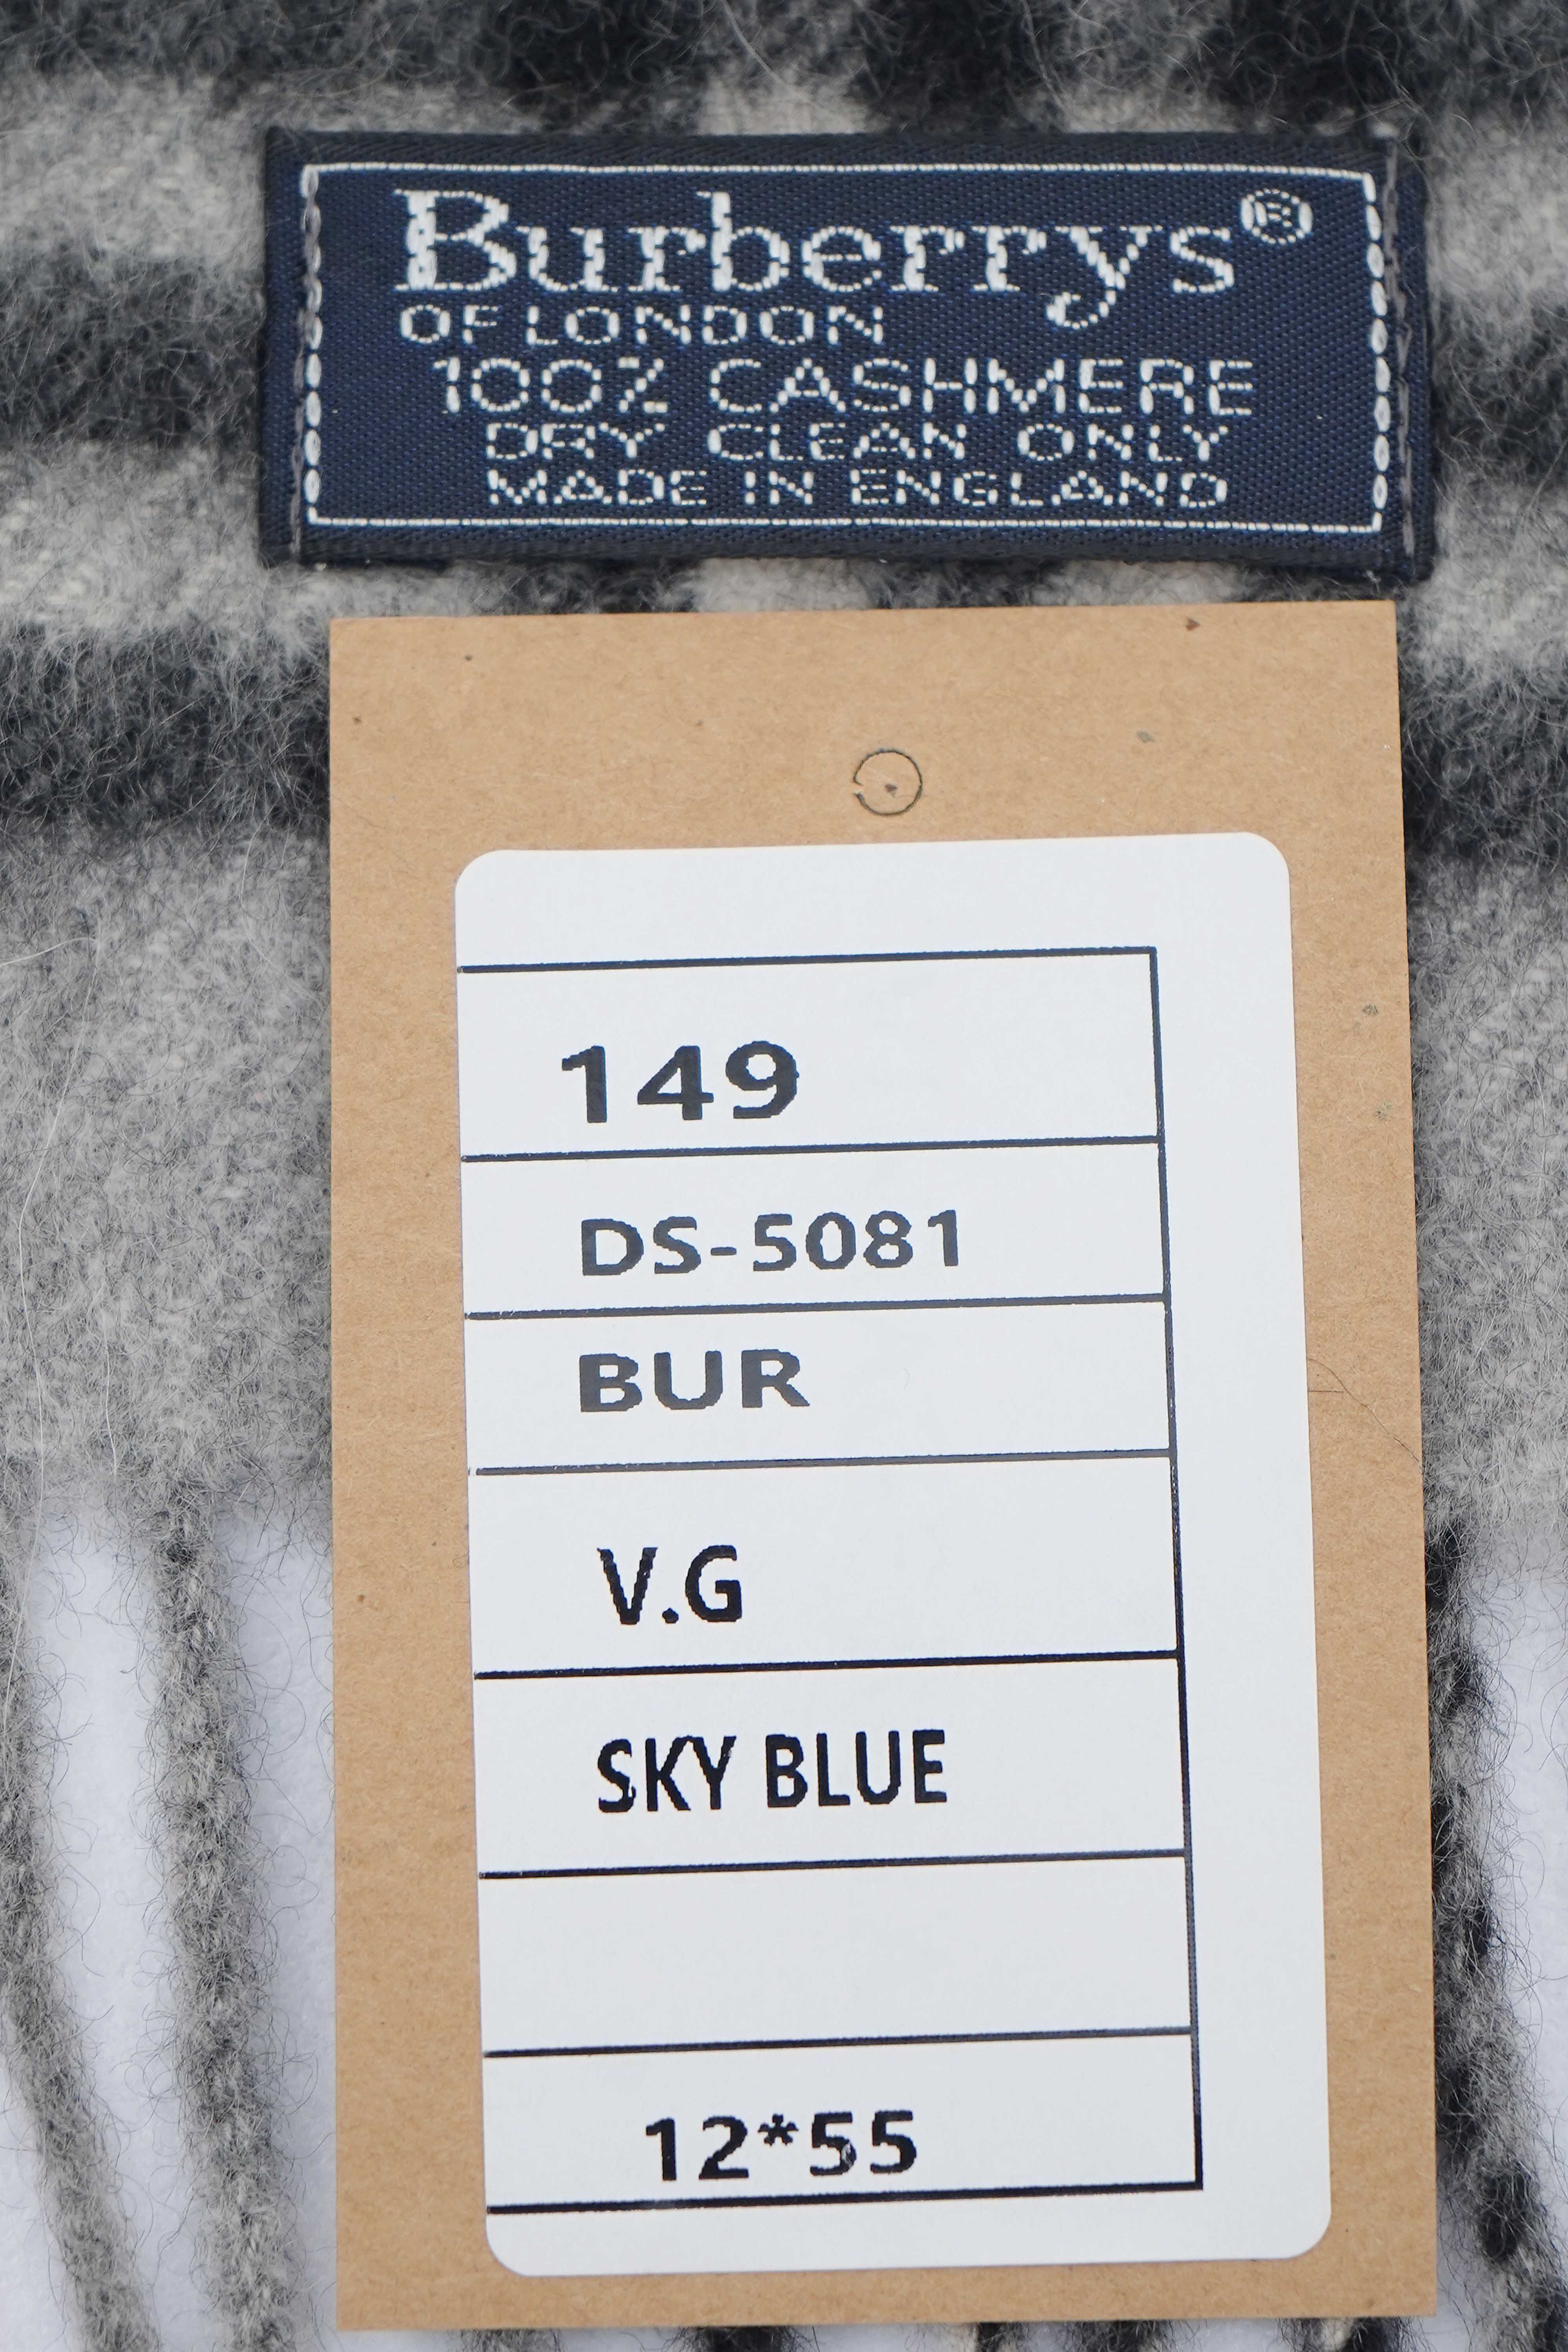 Burberrys®
OF LONDON
100% CASHMERE
DRY CLEAN ONLY
MADE IN ENGLAND
149
DS-5081
BUR
V.G
SKY BLUE
12*55